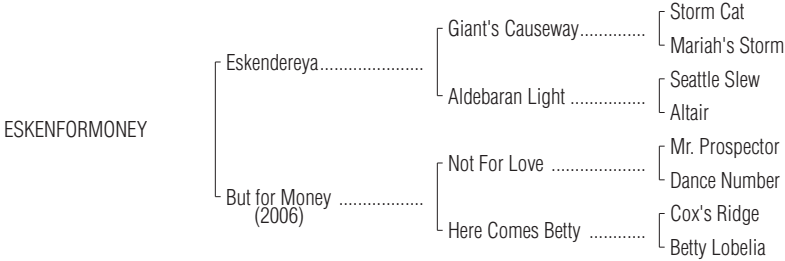 Storm Cat
Giant's Causeway..............
Mariah's Storm
Eskendereya......................
Seattle Slew
Aldebaran Light ................
Altair
ESKENFORMONEY
Mr. Prospector
Not For Love ....................
Dance Number
But for Money ..................
(2006)
Cox's Ridge
Here Comes Betty ............
Betty Lobelia